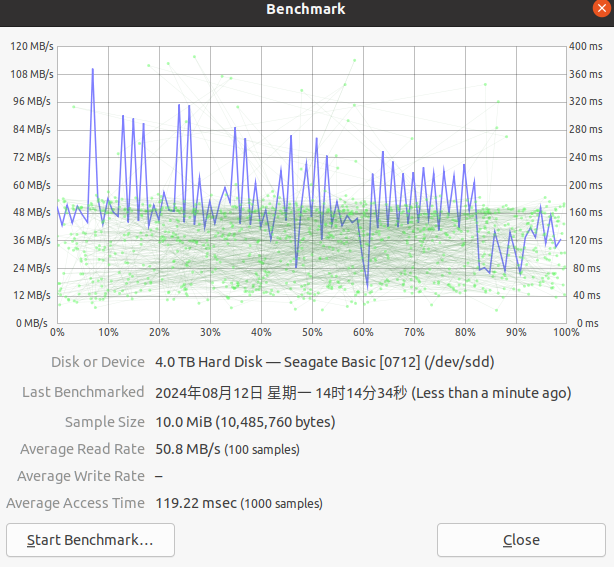 Benchmark
120 MB/s 400 ms
108 MB/s 360 ms
96 MB/s 320 ms
84 MB/s 280 ms
72 MB/s 240 ms
60 MB/s 200 ms
48 MB/s 160 ms
36 MB/s 120 ms
24 MB/s 80 ms
12 MB/s 40 ms
0 MB/s 0 ms
0% 10% 20% 30% 40% 50% 60% 70% 80% 90% 100%
Disk or Device 4.0 TB Hard Disk — Seagate Basic [0712] (/dev/sdd)
Last Benchmarked 2024年08月12日 星期一 14时14分34秒 (Less than a minute ago)
Sample Size 10.0 MiB (10,485,760 bytes)
Average Read Rate 50.8 MB/s (100 samples)
Average Write Rate –
Average Access Time 119.22 msec (1000 samples)
Start Benchmark… Close